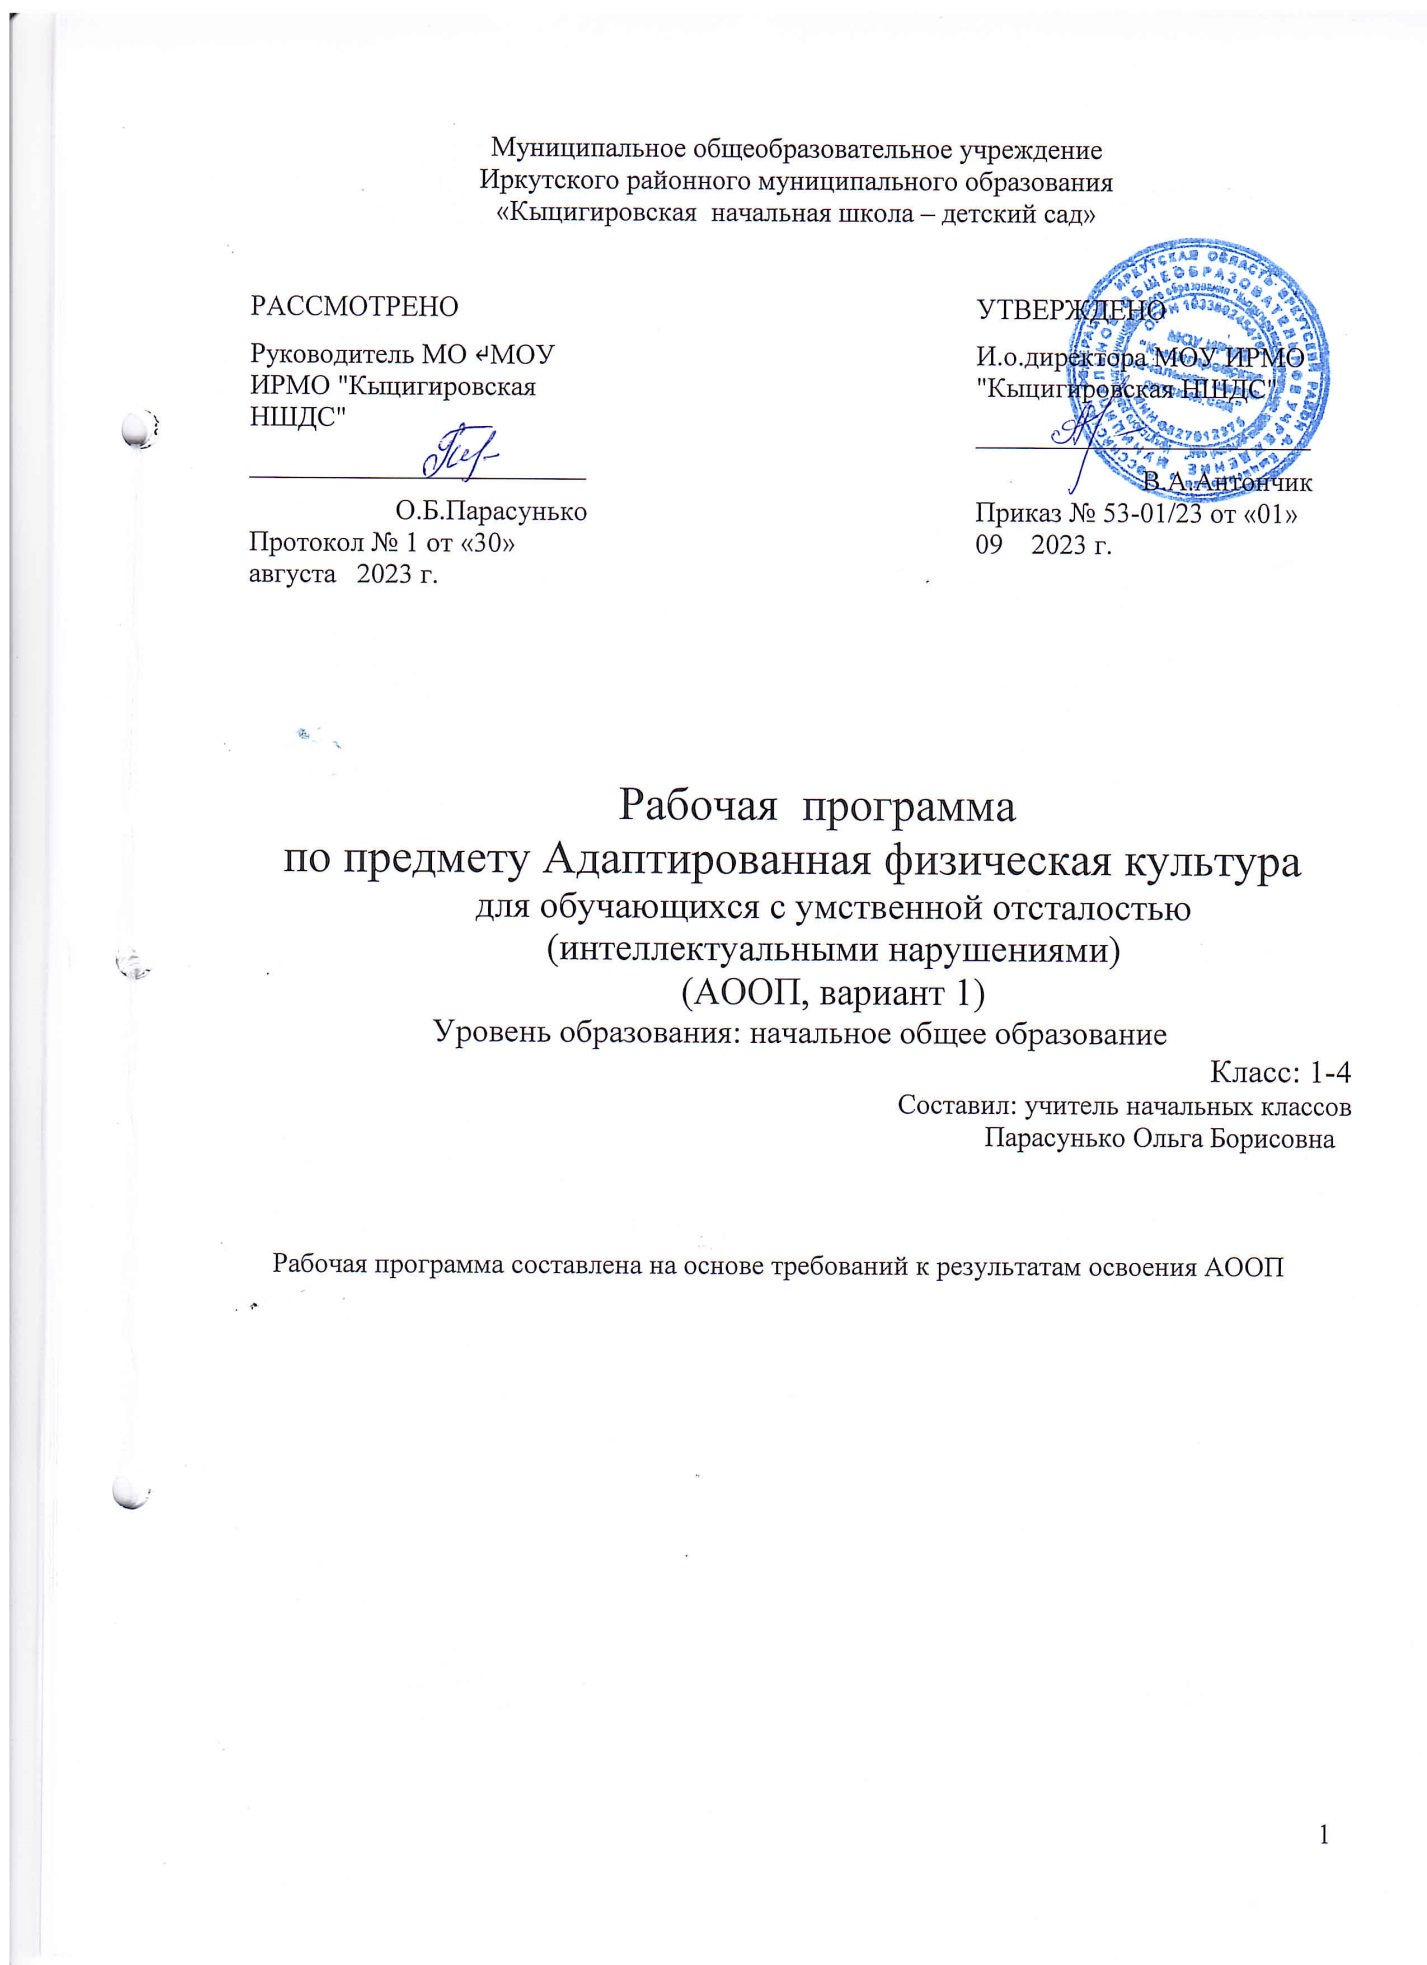 Муниципальное общеобразовательное учреждение
Иркутского районного муниципального образования
«Кыцигировская  начальная школа – детский сад»
РАССМОТРЕНО
Руководитель МО ↵МОУ
ИРМО "Кыцигировская
НШДС"
О.Б.Парасунько
Протокол № 1 от «30»
августа   2023 г.
УТВЕРЖДЕНО
И.о.директора МОУ ИРМО
"Кыцигировская НШДС"
В.А.Антончик
Приказ № 53-01/23 от «01»
09    2023 г.
Рабочая  программа
по предмету Адаптированная физическая культура
для обучающихся с умственной отсталостью
(интеллектуальными нарушениями)
(АООП, вариант 1)
Уровень образования: начальное общее образование
Класс: 1-4
Составил: учитель начальных классов
Парасунько Ольга Борисовна
Рабочая программа составлена на основе требований к результатам освоения АООП
1